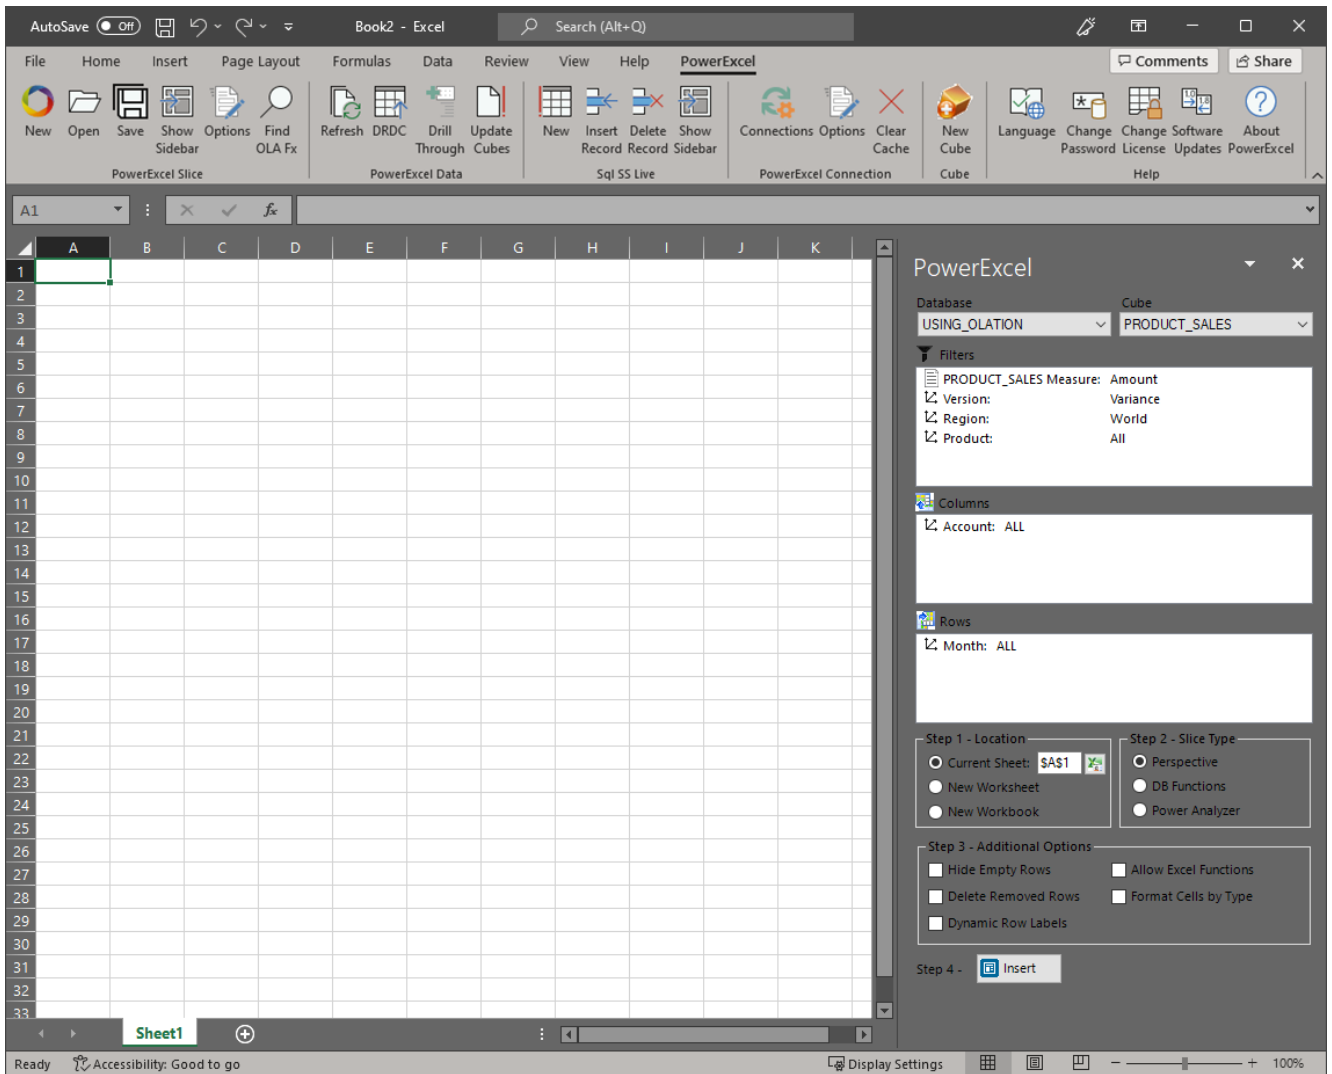 AutoSave Off Book2 - Excel Search (Alt+Q)
File Home Insert Page Layout Formulas Data Review View Help PowerExcel Comments Share
New Open Save Show Sidebar Options Find OLA Fx Refresh DRDC Drill Through Update Cubes New Insert Record Delete Record Show Sidebar Connections Options Clear Cache New Cube Language Change Password Change License Software Updates About PowerExcel
PowerExcel Slice PowerExcel Data Sql SS Live PowerExcel Connection Cube Help
A1 fx
A B C D E F G H I J K
1
2
3
4
5
6
7
8
9
10
11
12
13
14
15
16
17
18
19
20
21
22
23
24
25
26
27
28
29
30
31
32
33
PowerExcel
Database Cube
USING_OLATION PRODUCT_SALES
Filters
PRODUCT_SALES Measure: Amount
Version: Variance
Region: World
Product: All
Columns
Account: ALL
Rows
Month: ALL
Step 1 - Location Step 2 - Slice Type
Current Sheet: $A$1 Perspective
New Worksheet DB Functions
New Workbook Power Analyzer
Step 3 - Additional Options
Hide Empty Rows Allow Excel Functions
Delete Removed Rows Format Cells by Type
Dynamic Row Labels
Step 4 - Insert
Sheet1
Ready Accessibility: Good to go Display Settings 100%